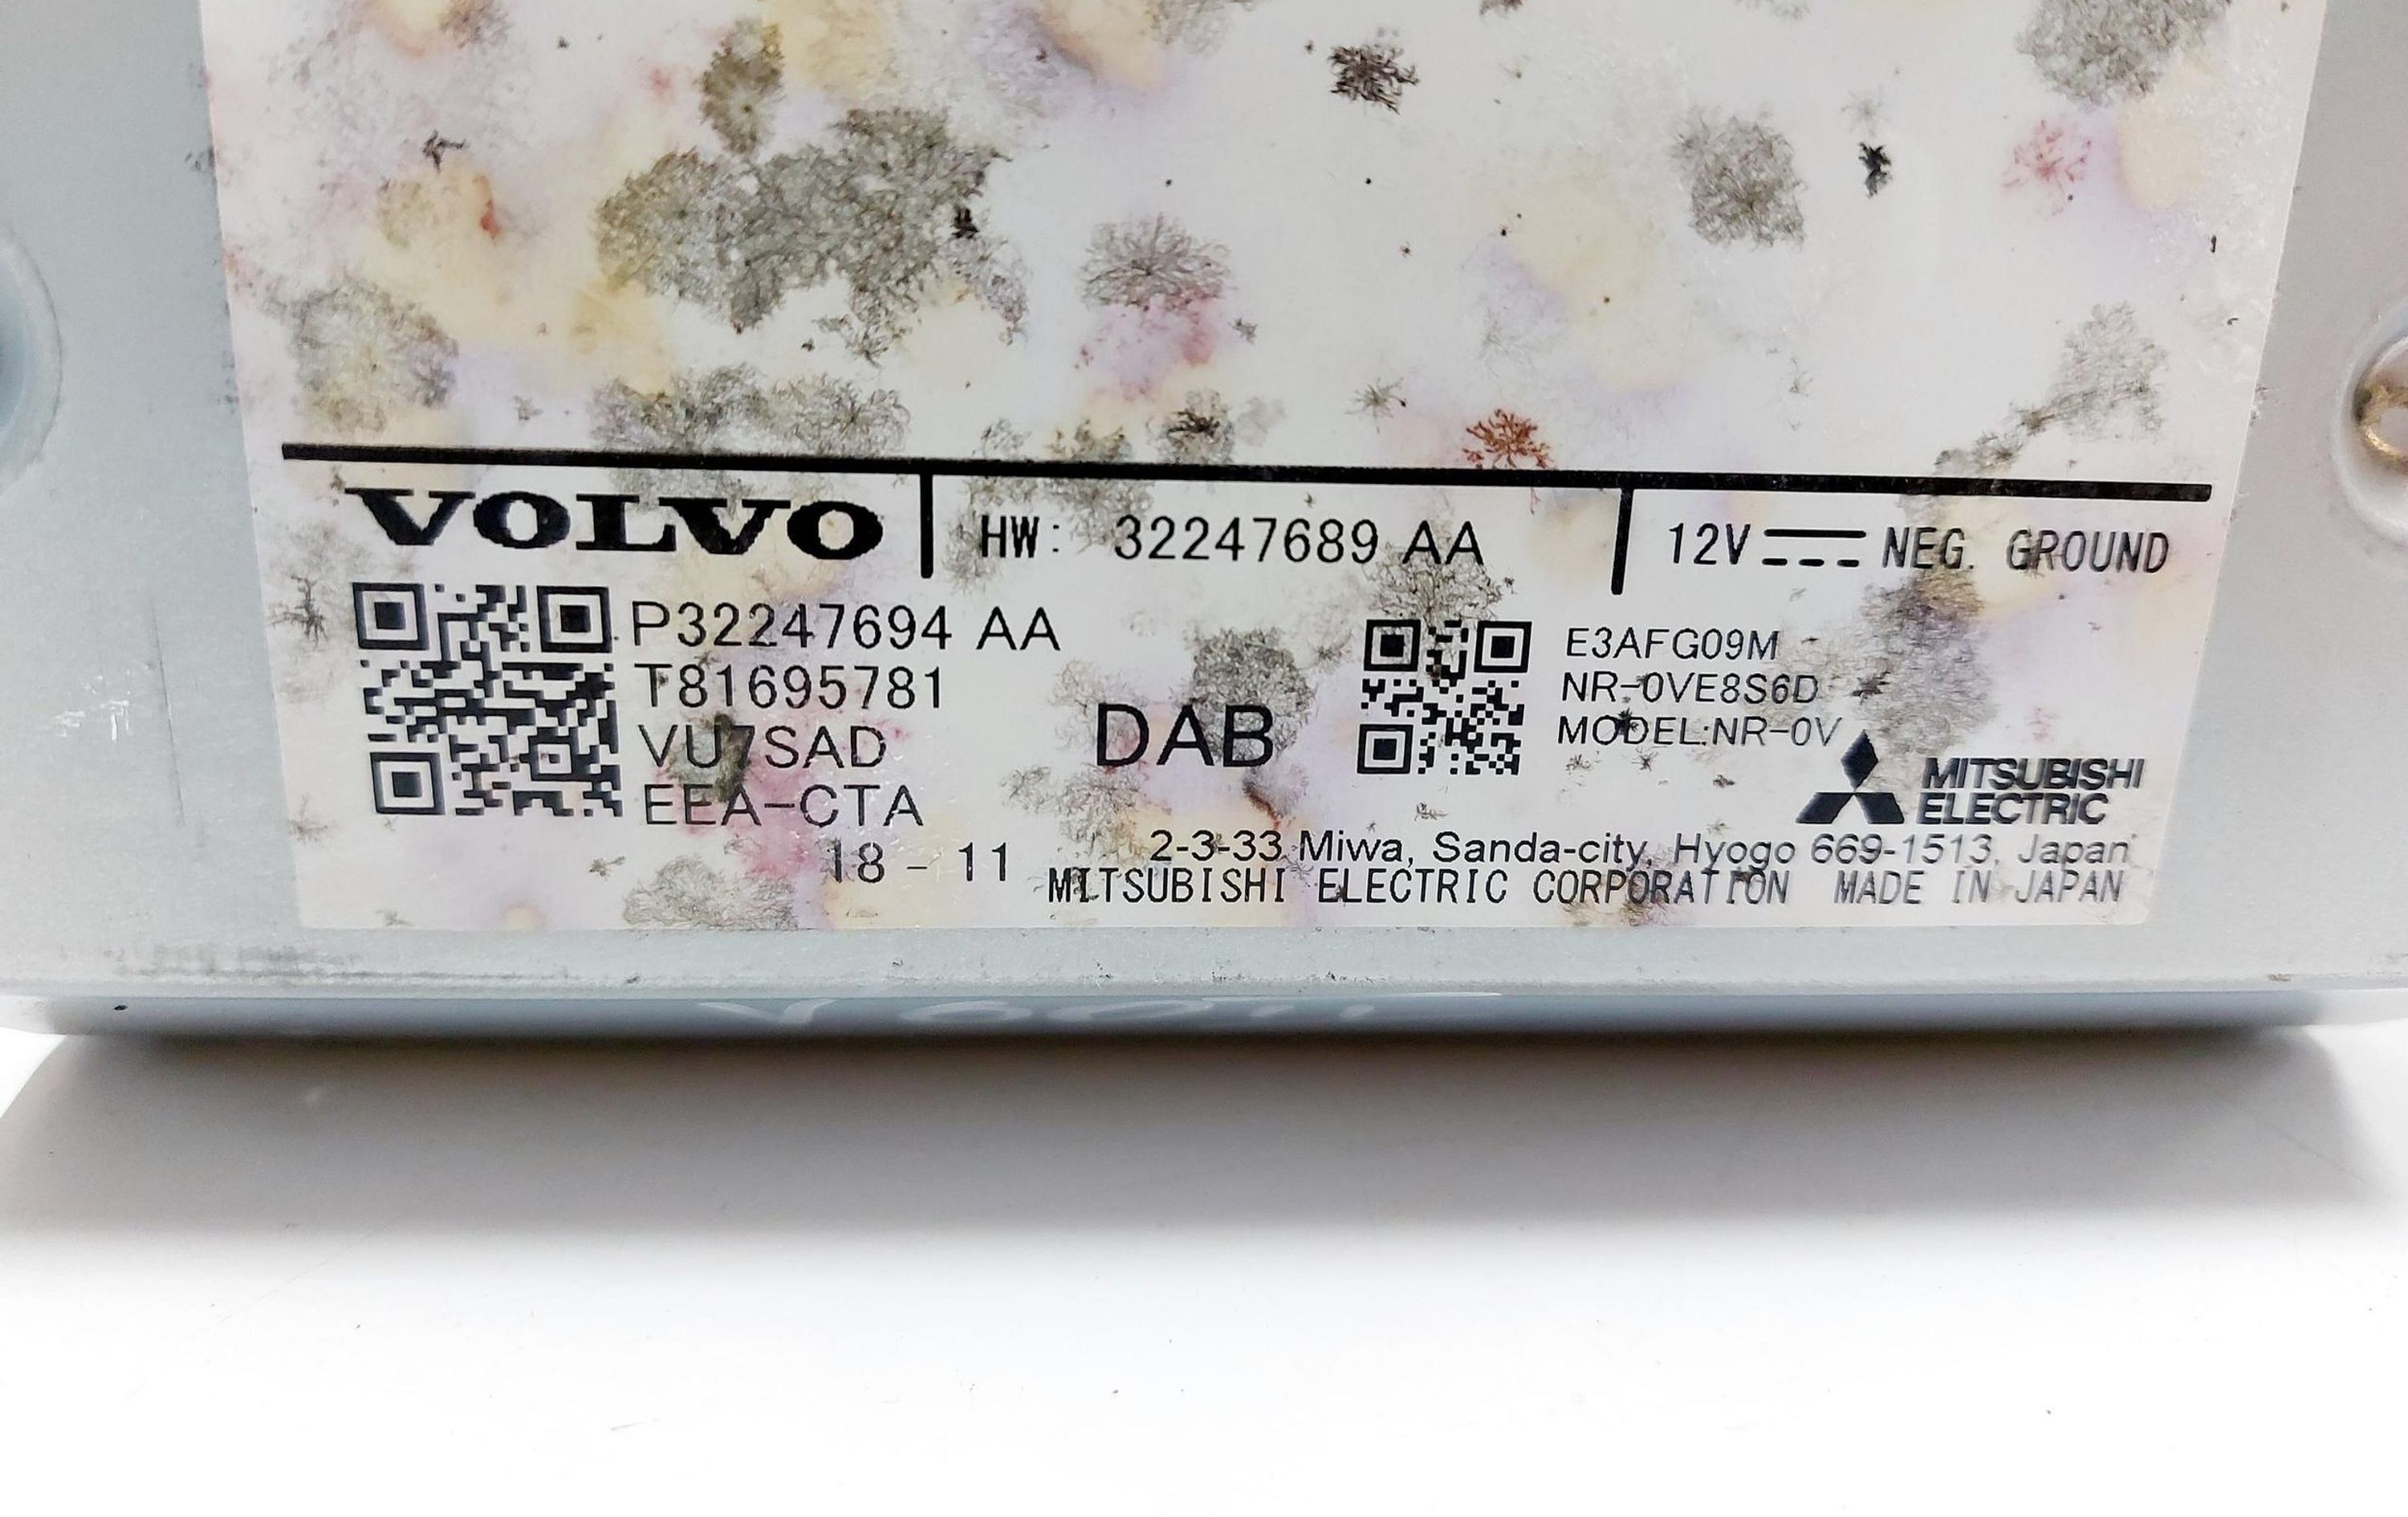 VOLVO
HW: 32247689 AA
12V NEG. GROUND
P32247694 AA
T81695781
VU7SAD
EEA-CTA
18 - 11
DAB
E3AFG09M
NR-0VE8S6D
MODEL:NR-0V
MITSUBISHI
ELECTRIC
2-3-33 Miwa, Sanda-city, Hyogo 669-1513, Japan
MITSUBISHI ELECTRIC CORPORATION MADE IN JAPAN